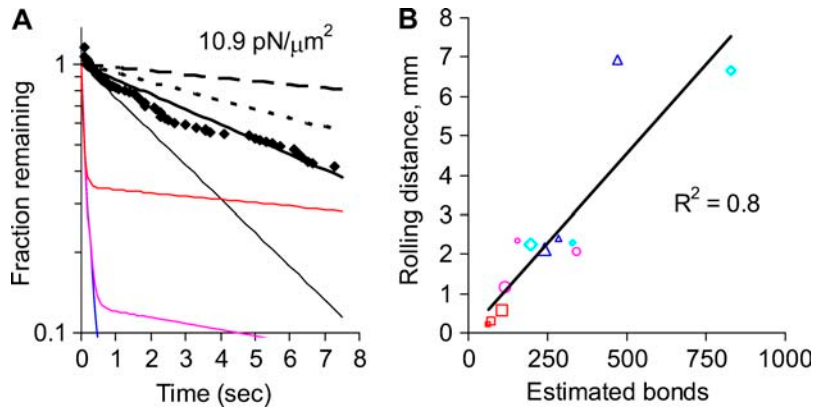 A
10.9 pN/μm²
Fraction remaining
1
0.1
0 1 2 3 4 5 6 7 8
Time (sec)
B
Rolling distance, mm
8
7
6
5
4
3
2
1
0
R² = 0.8
0 250 500 750 1000
Estimated bonds